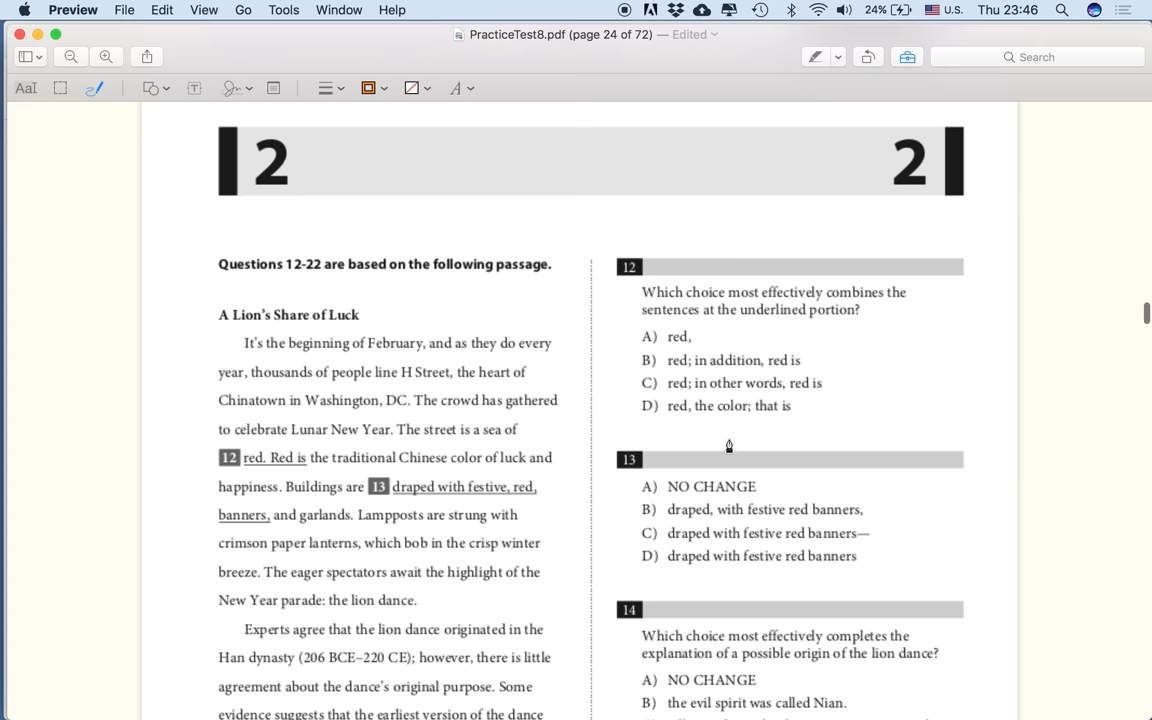 Preview File Edit View Go Tools Window Help 24% U.S. Thu 23:46
PracticeTest8.pdf (page 24 of 72) — Edited
Search
AaI T A
2 2
Questions 12-22 are based on the following passage.
A Lion's Share of Luck
It's the beginning of February, and as they do every
year, thousands of people line H Street, the heart of
Chinatown in Washington, DC. The crowd has gathered
to celebrate Lunar New Year. The street is a sea of
12 red. Red is the traditional Chinese color of luck and
happiness. Buildings are 13 draped with festive, red,
banners, and garlands. Lampposts are strung with
crimson paper lanterns, which bob in the crisp winter
breeze. The eager spectators await the highlight of the
New Year parade: the lion dance.
Experts agree that the lion dance originated in the
Han dynasty (206 BCE–220 CE); however, there is little
agreement about the dance's original purpose. Some
evidence suggests that the earliest version of the dance
12
Which choice most effectively combines the
sentences at the underlined portion?
A) red,
B) red; in addition, red is
C) red; in other words, red is
D) red, the color; that is
13
A) NO CHANGE
B) draped, with festive red banners,
C) draped with festive red banners—
D) draped with festive red banners
14
Which choice most effectively completes the
explanation of a possible origin of the lion dance?
A) NO CHANGE
B) the evil spirit was called Nian.